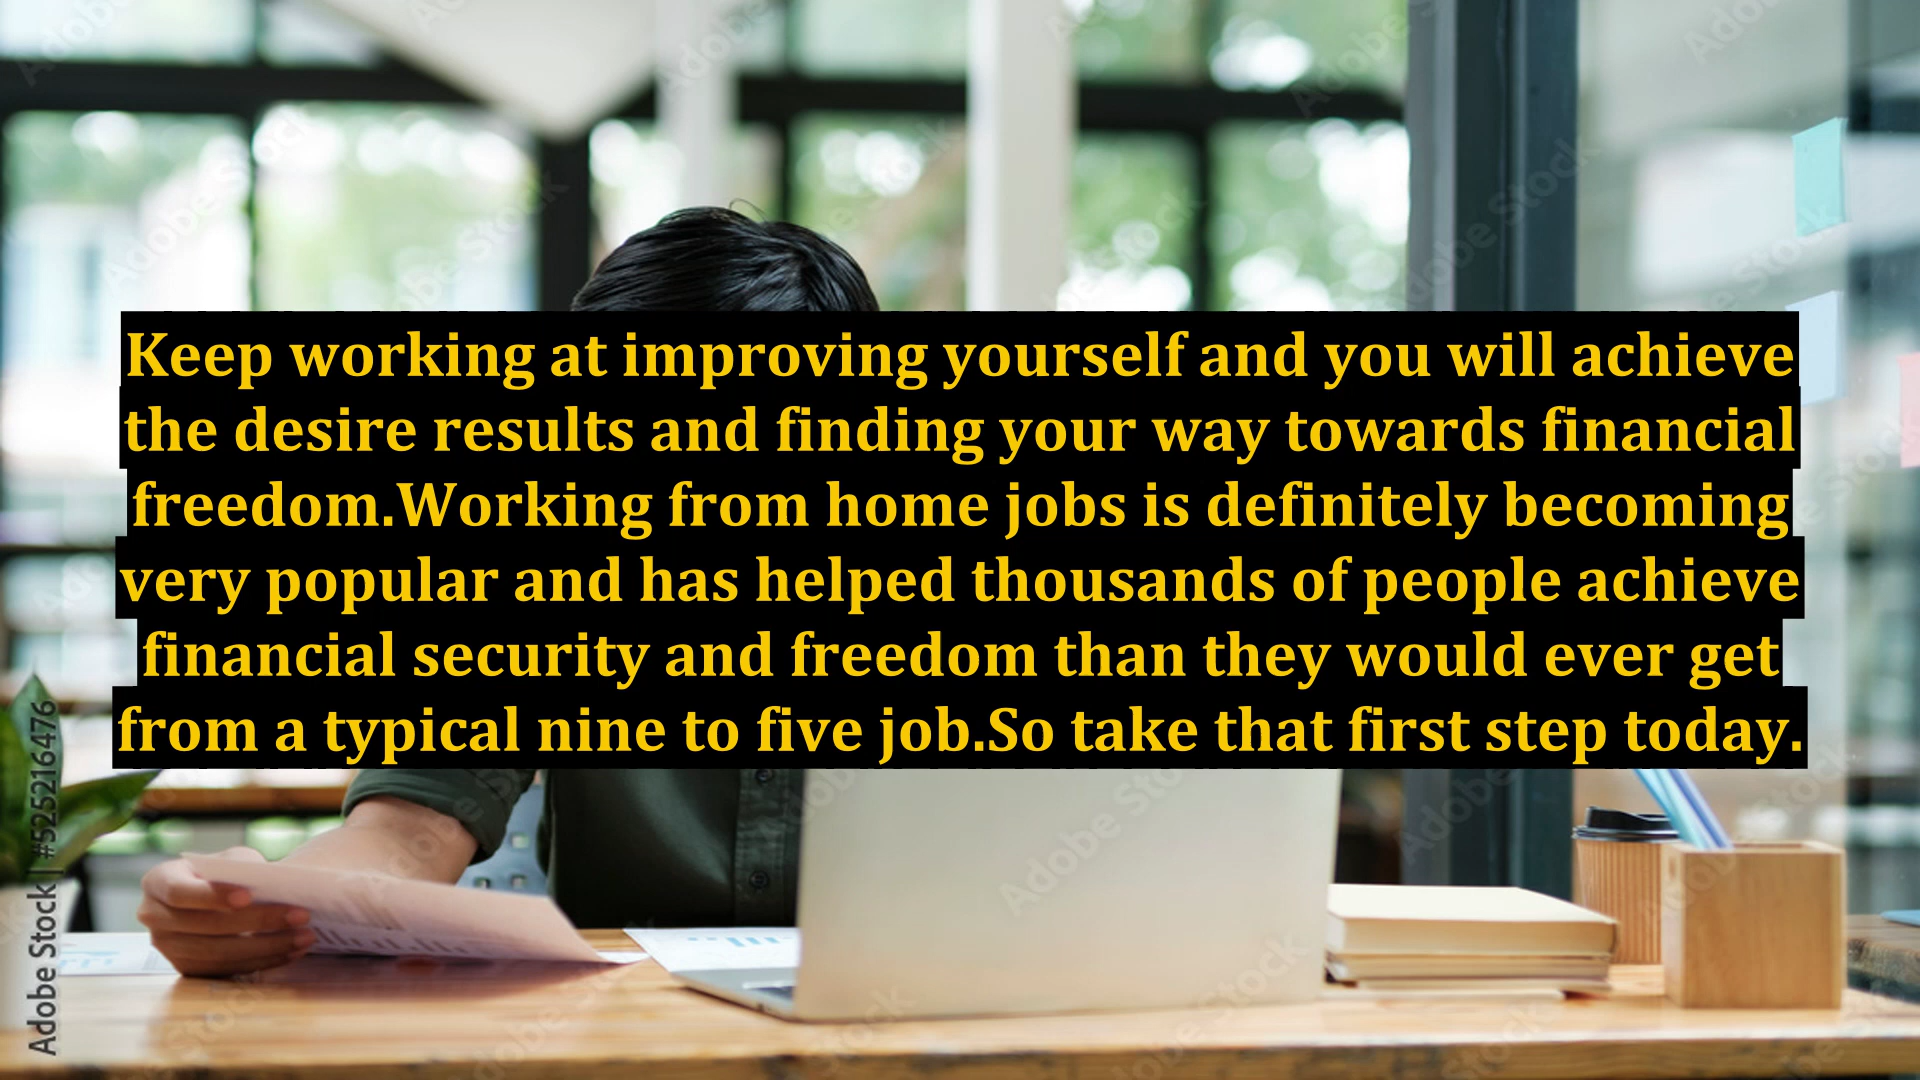 Keep working at improving yourself and you will achieve
the desire results and finding your way towards financial
freedom.Working from home jobs is definitely becoming
very popular and has helped thousands of people achieve
financial security and freedom than they would ever get
from a typical nine to five job.So take that first step today.
Adobe Stock | #525216476